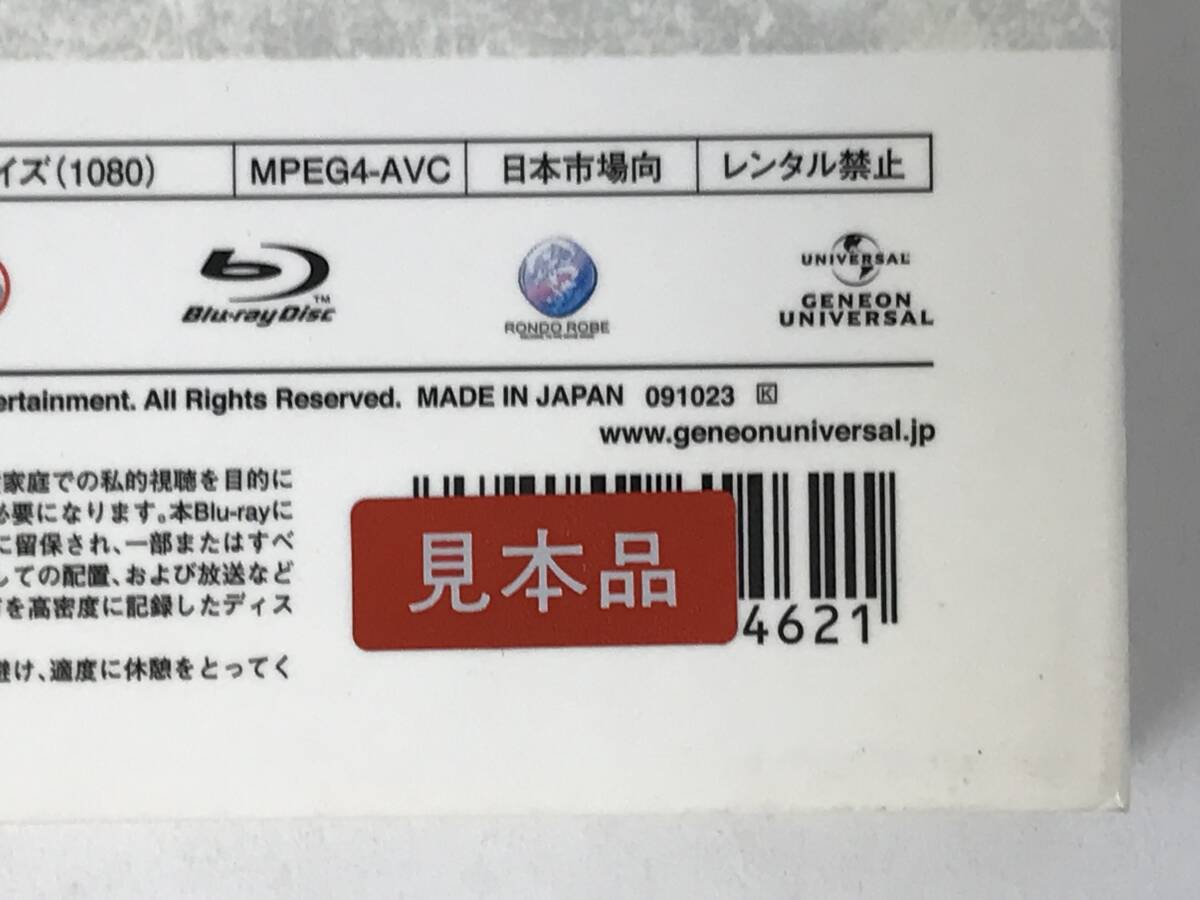 イズ(1080)
MPEG4-AVC
日本市場向
レンタル禁止
Blu-ray Disc
TM
RONDO ROBE
UNIVERSAL
GENEON
UNIVERSAL
ertainment. All Rights Reserved. MADE IN JAPAN 091023 K
www.geneonuniversal.jp
家庭での私的視聴を目的に
必要になります。本Blu-rayに
に留保され、一部またはすべ
しての配置、および放送など
を高密度に記録したディス
避け、適度に休憩をとってく
見本品
4621